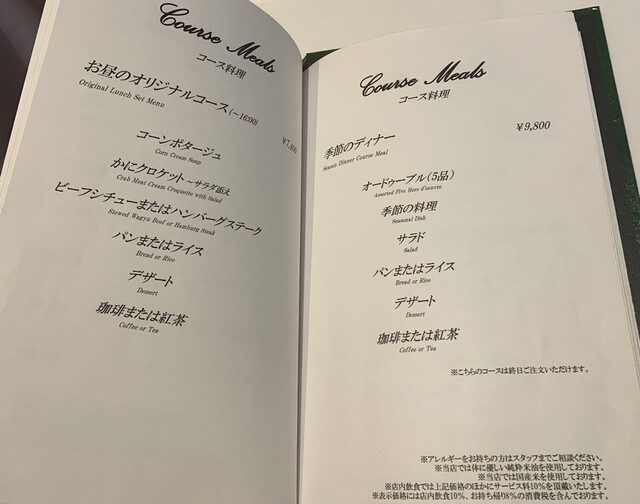 Course Meals
コース料理
お昼のオリジナルコース(~16:00)
Original Lunch Set Menu
コーンポタージュ
Corn Cream Soup
かにクロケット ~サラダ添え
Crab Meat Cream Croquette with Salad
ビーフシチューまたはハンバーグステーク
Stewed Wagyu Beef or Hamburg Steak
パンまたはライス
Bread or Rice
デザート
Dessert
珈琲または紅茶
Coffee or Tea
Course Meals
コース料理
¥9,800
季節のディナー
Season Dinner Course Meal
オードゥーブル(5品)
Assorted Five Hors d'oeuvre
季節の料理
Seasonal Dish
サラド
Salad
パンまたはライス
Bread or Rice
デザート
Dessert
珈琲または紅茶
Coffee or Tea
※こちらのコースは終日ご注文いただけます。
※アレルギーをお持ちの方はスタッフまでご相談ください。
※当店では体に優しい純粋米油を使用しております。
※当店では国産米を使用しております。
※店内飲食では上記価格のほかにサービス料10%を頂戴いたします。
※表示価格には店内飲食10%、お持ち帰り8%の消費税を含んでおります。